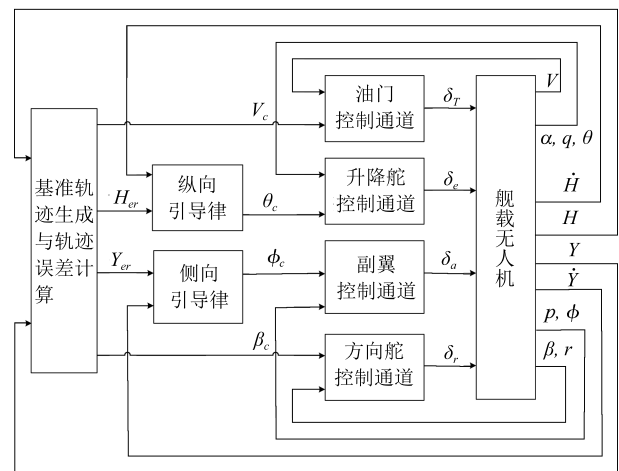 基准轨
迹生成
与轨迹
误差计
算
V_c
H_er
Y_er
β_c
纵向
引导律
侧向
引导律
θ_c
ϕ_c
油门
控制通道
升降舵
控制通道
副翼
控制通道
方向舵
控制通道
δ_T
δ_e
δ_a
δ_r
舰载无人机
V
α, q, θ
Ḣ
H
Y
Ẏ
p, ϕ
β, r